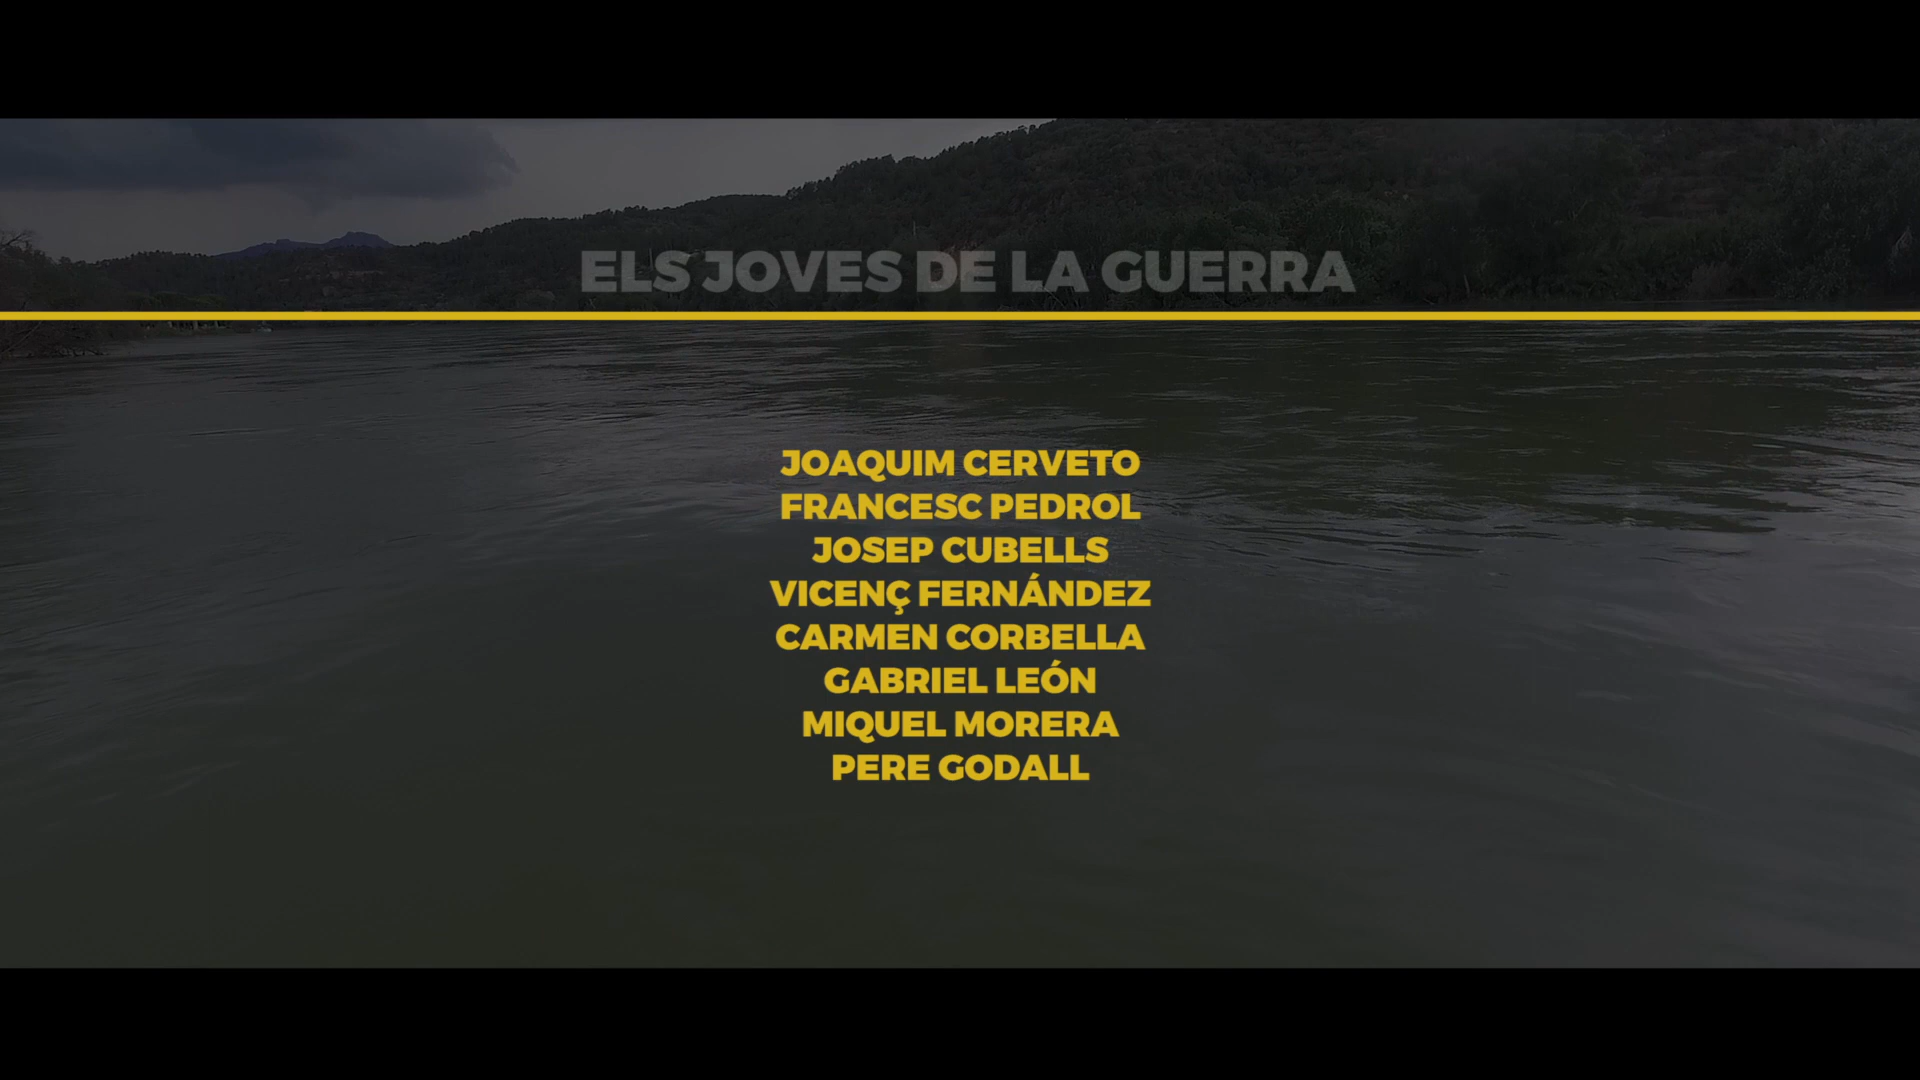 ELS JOVES DE LA GUERRA
JOAQUIM CERVETO
FRANCESC PEDROL
JOSEP CUBELLS
VICENÇ FERNÁNDEZ
CARMEN CORBELLA
GABRIEL LEÓN
MIQUEL MORERA
PERE GODALL